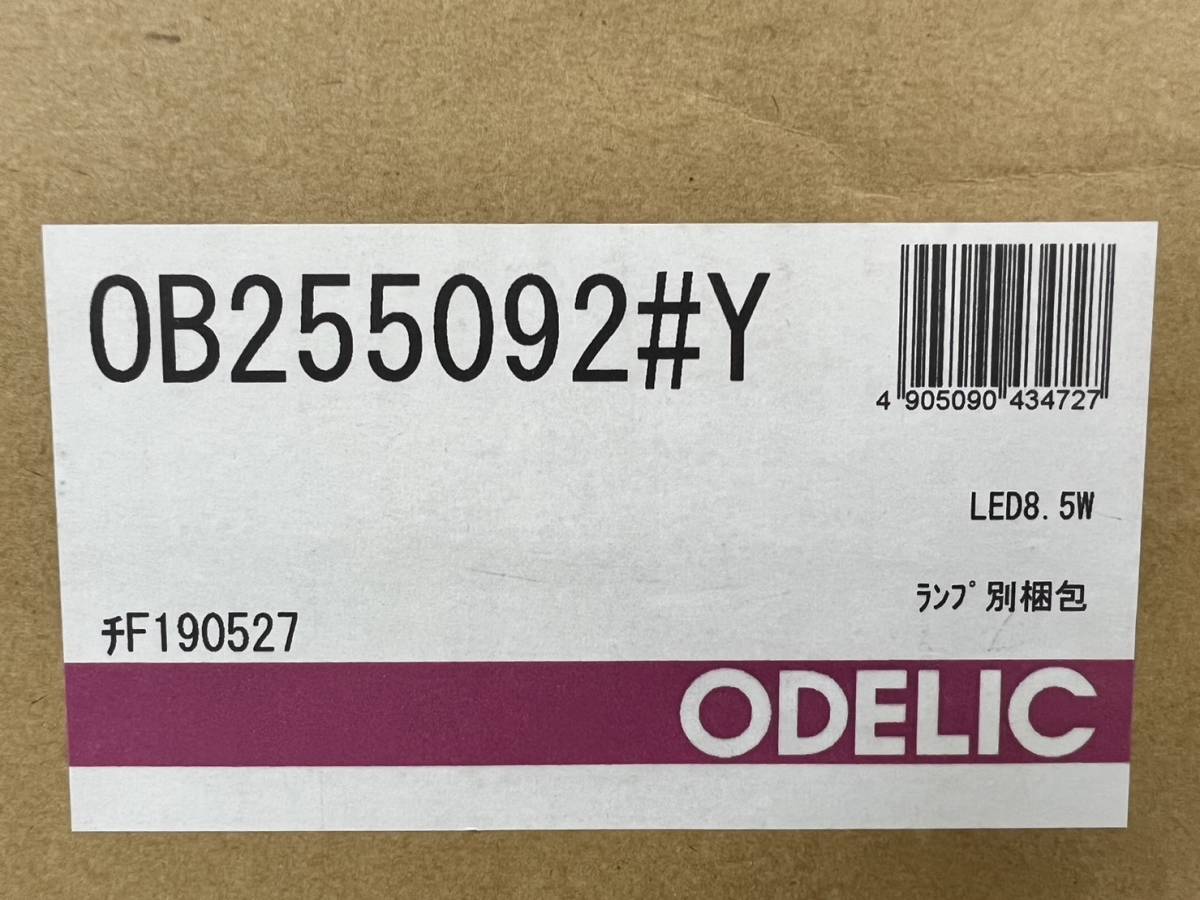 OB255092#Y
4 905090 434727
LED8.5W
ﾗﾝﾌﾟ別梱包
ﾁF190527
ODELIC